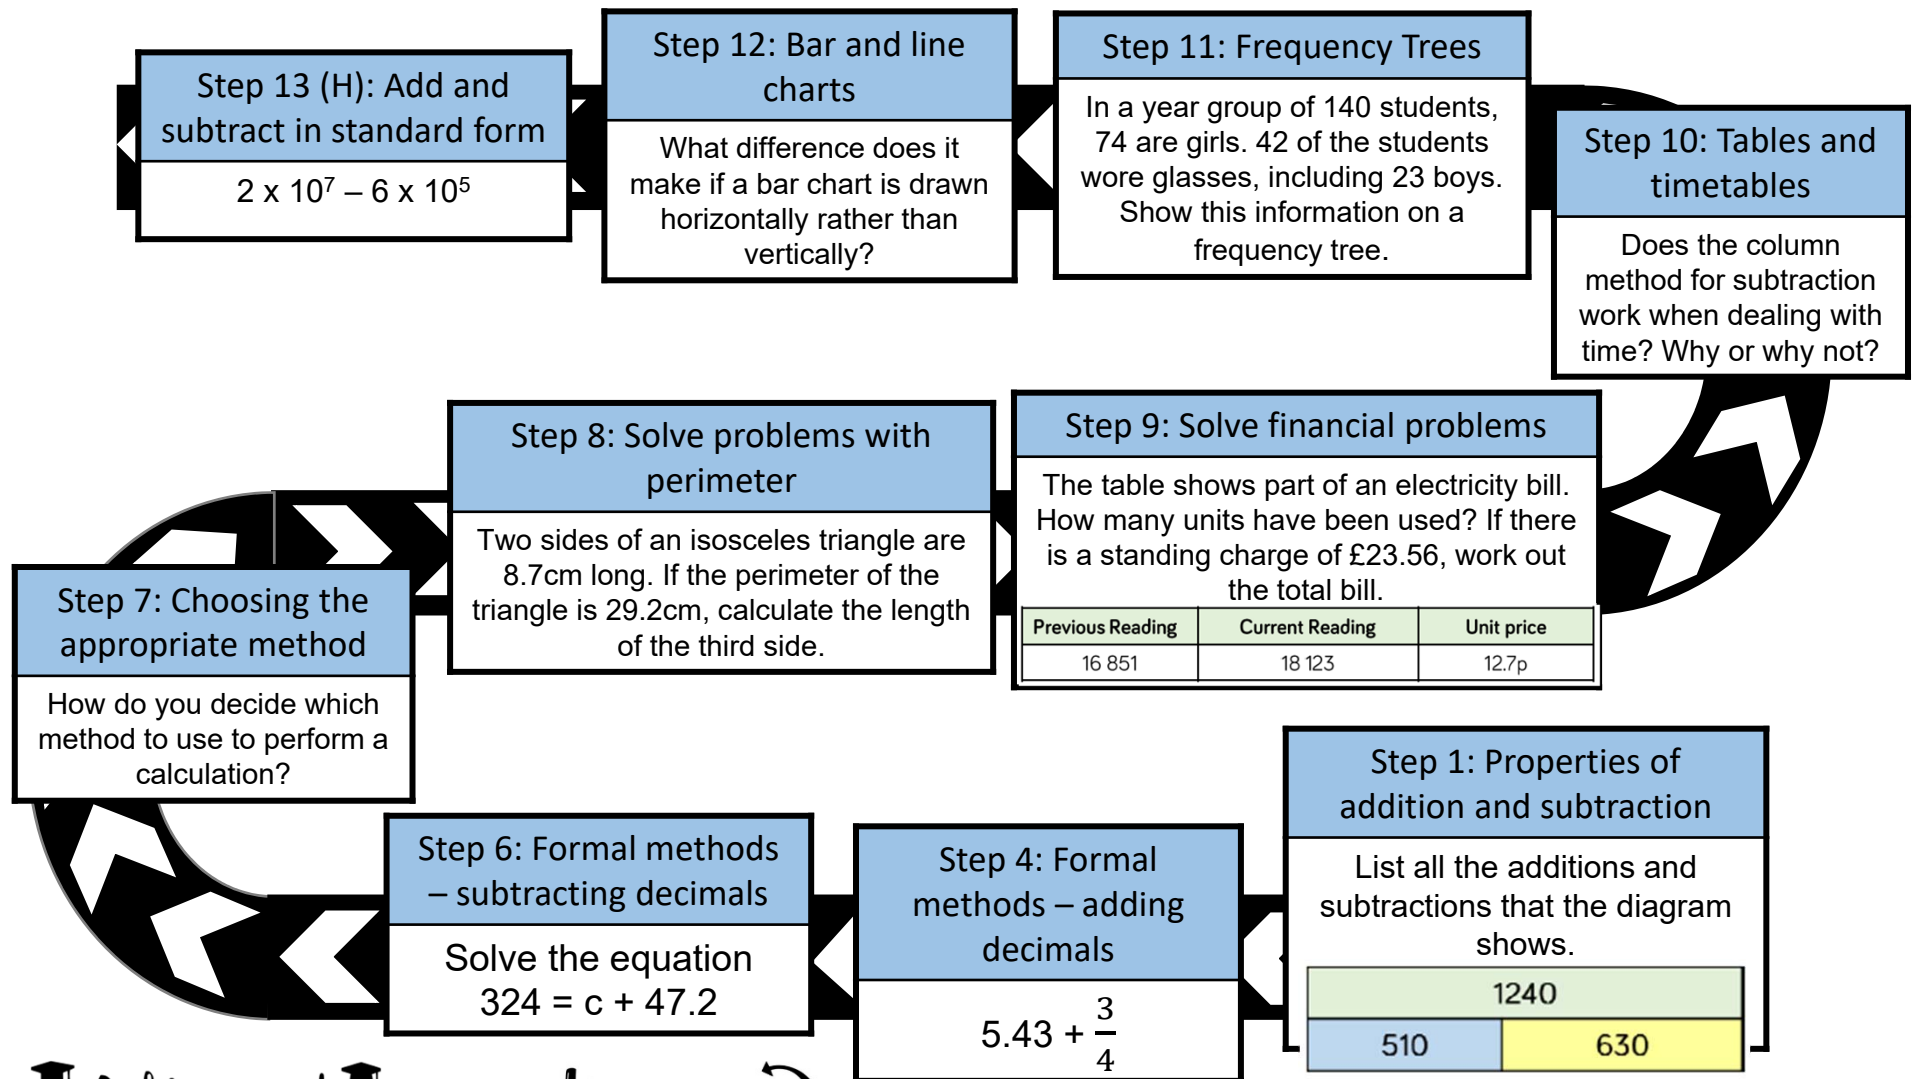 Step 13 (H): Add and
subtract in standard form
2 x 10⁷ – 6 x 10⁵
Step 12: Bar and line
charts
What difference does it
make if a bar chart is drawn
horizontally rather than
vertically?
Step 11: Frequency Trees
In a year group of 140 students,
74 are girls. 42 of the students
wore glasses, including 23 boys.
Show this information on a
frequency tree.
Step 10: Tables and
timetables
Does the column
method for subtraction
work when dealing with
time? Why or why not?
Step 8: Solve problems with
perimeter
Two sides of an isosceles triangle are
8.7cm long. If the perimeter of the
triangle is 29.2cm, calculate the length
of the third side.
Step 9: Solve financial problems
The table shows part of an electricity bill.
How many units have been used? If there
is a standing charge of £23.56, work out
the total bill.
Previous Reading Current Reading Unit price
16 851 18 123 12.7p
Step 7: Choosing the
appropriate method
How do you decide which
method to use to perform a
calculation?
Step 6: Formal methods
– subtracting decimals
Solve the equation
324 = c + 47.2
Step 4: Formal
methods – adding
decimals
5.43 + 3/4
Step 1: Properties of
addition and subtraction
List all the additions and
subtractions that the diagram
shows.
1240
510 630